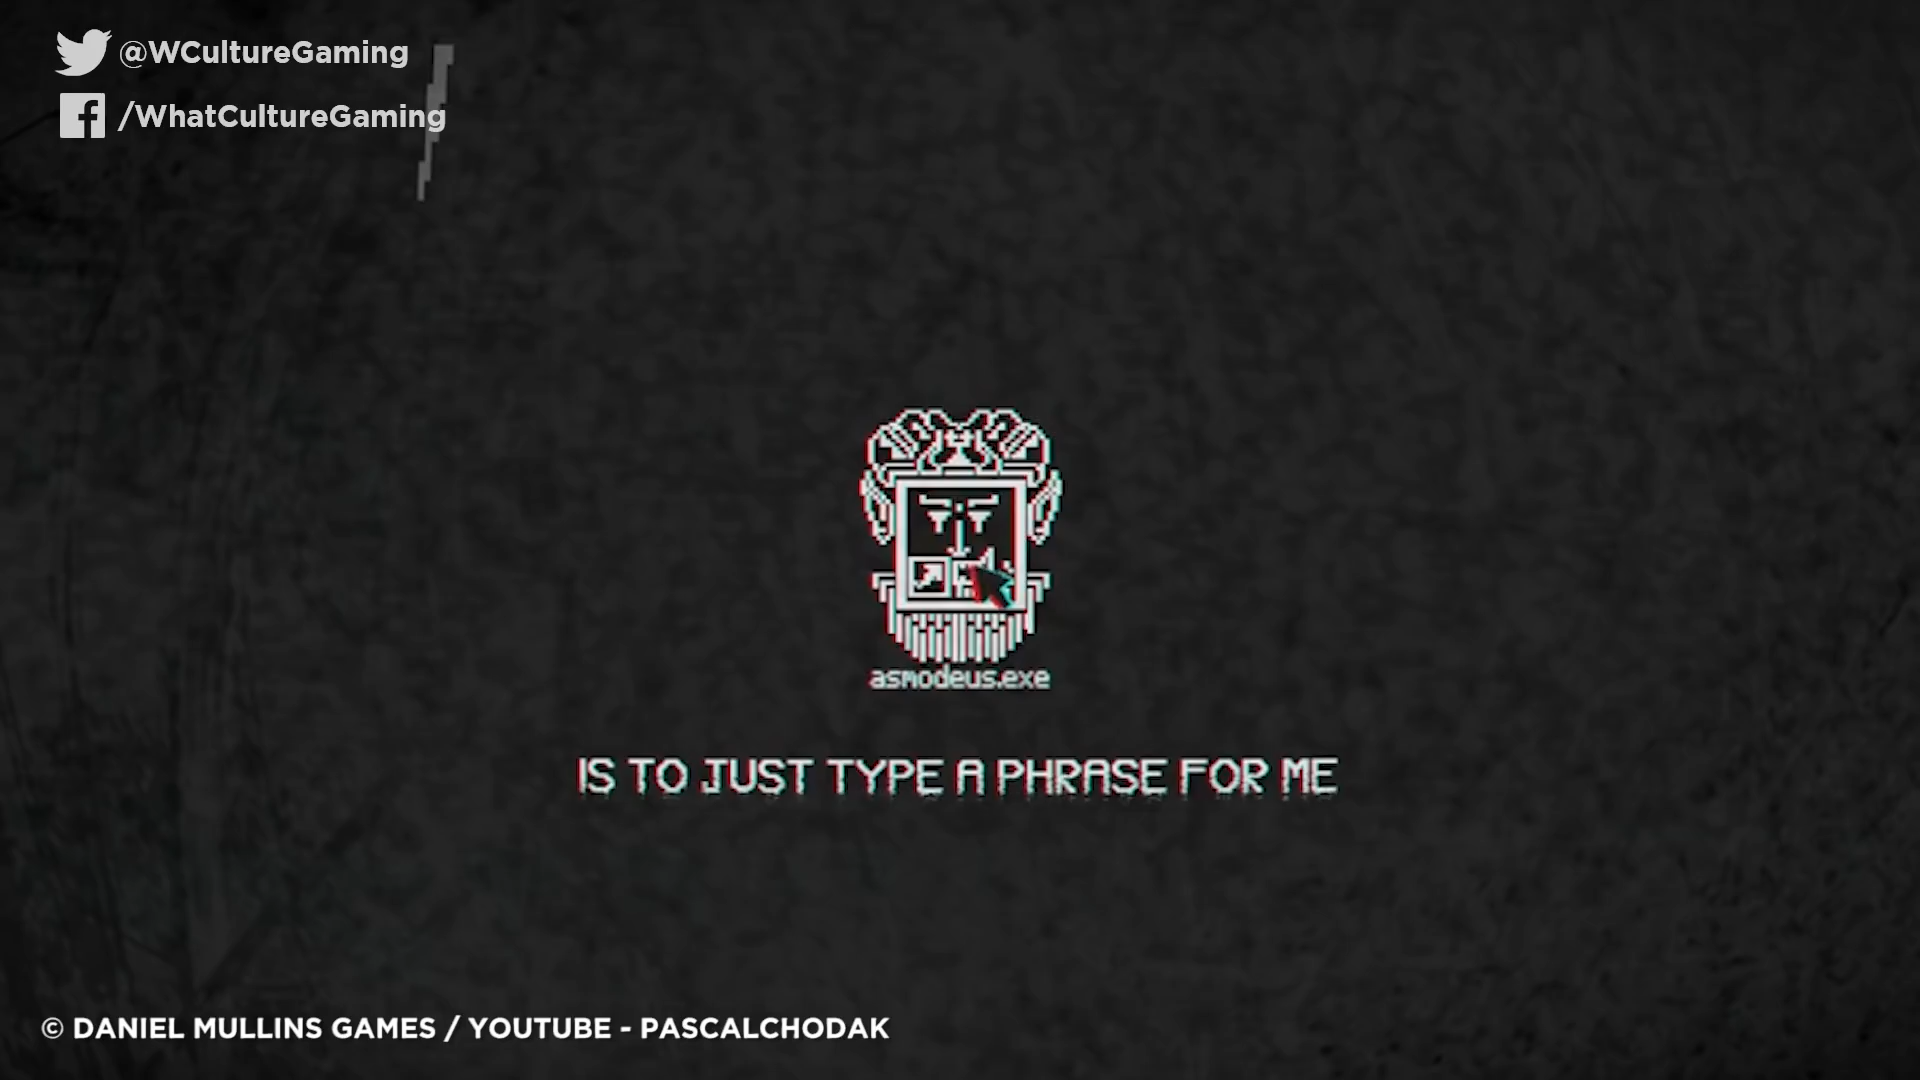 @WCultureGaming
/WhatCultureGaming
asmodeus.exe
IS TO JUST TYPE A PHRASE FOR ME
© DANIEL MULLINS GAMES / YOUTUBE - PASCALCHODAK